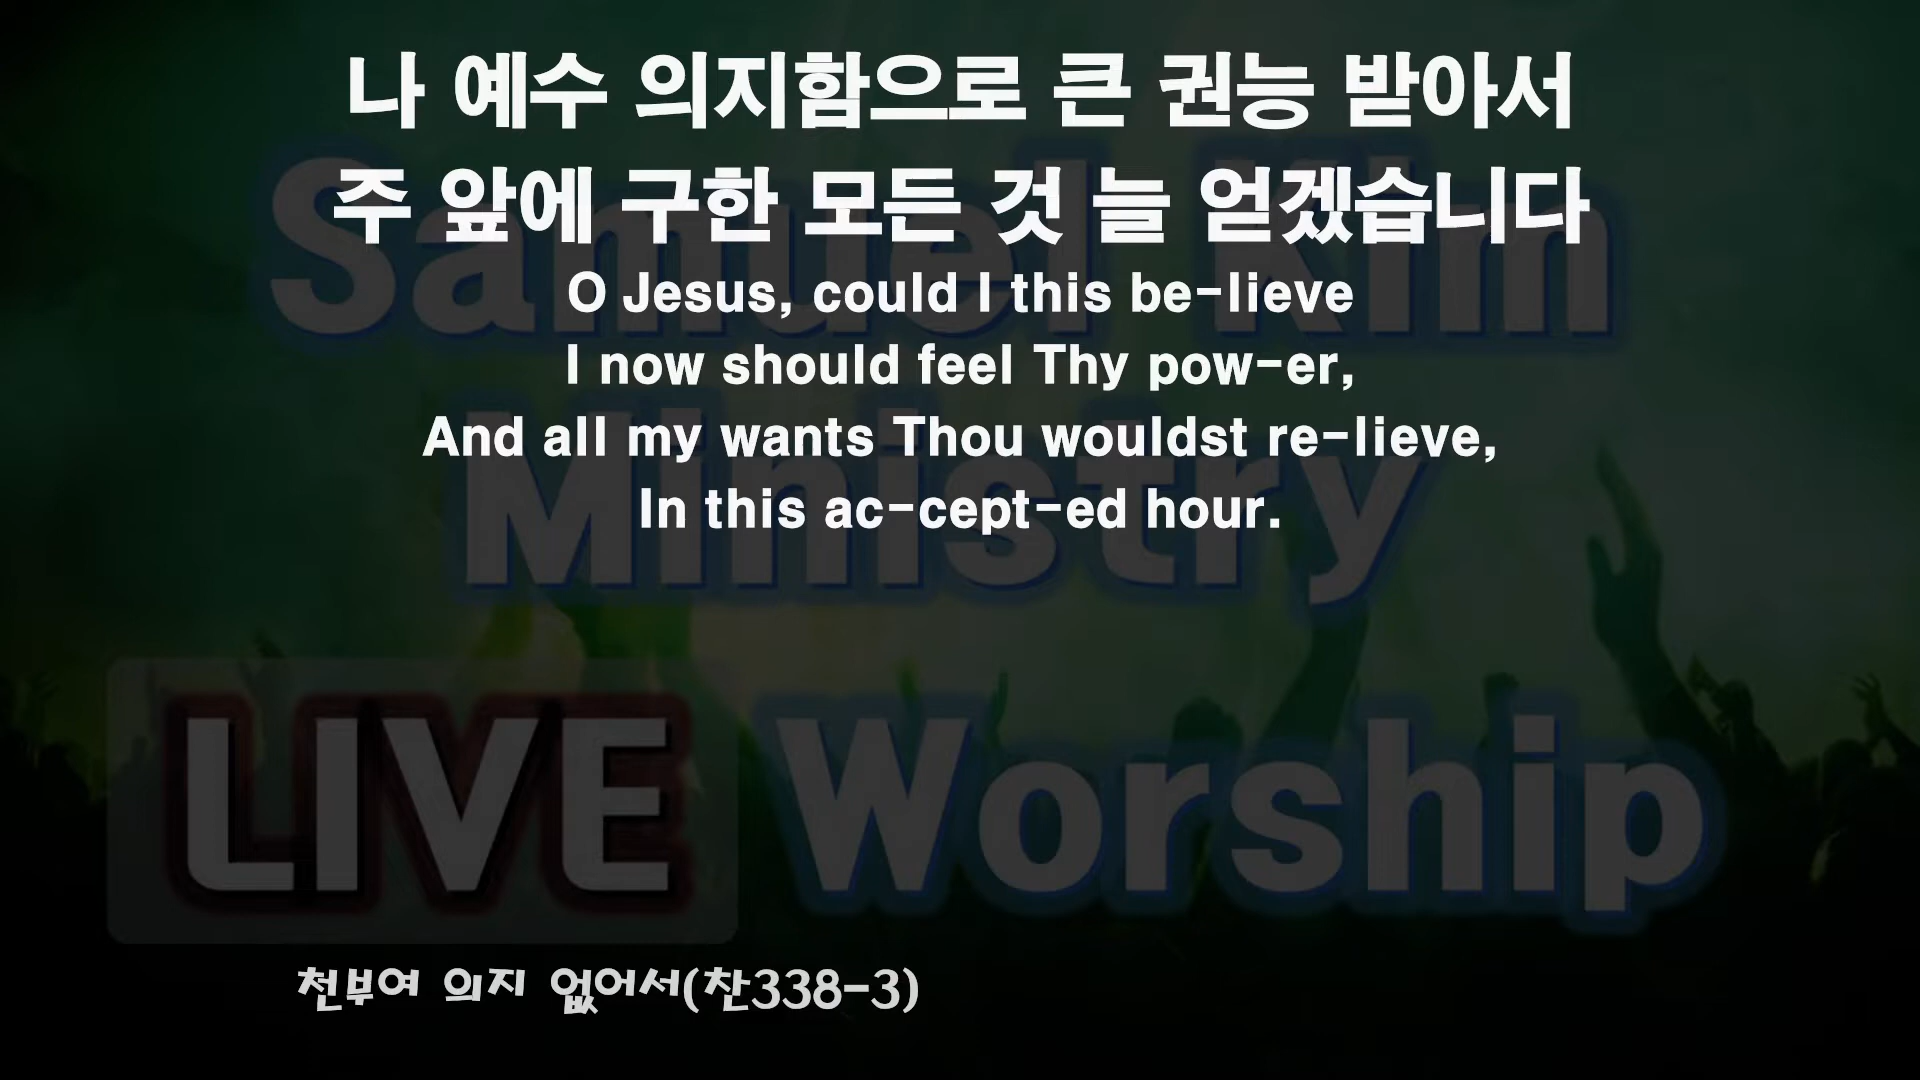 나 예수 의지함으로 큰 권능 받아서
주 앞에 구한 모든 것 늘 얻겠습니다
O Jesus, could I this be-lieve
I now should feel Thy pow-er,
And all my wants Thou wouldst re-lieve,
In this ac-cept-ed hour.
Samuel Kim
Ministry
LIVE Worship
천부여 의지 없어서(찬338-3)